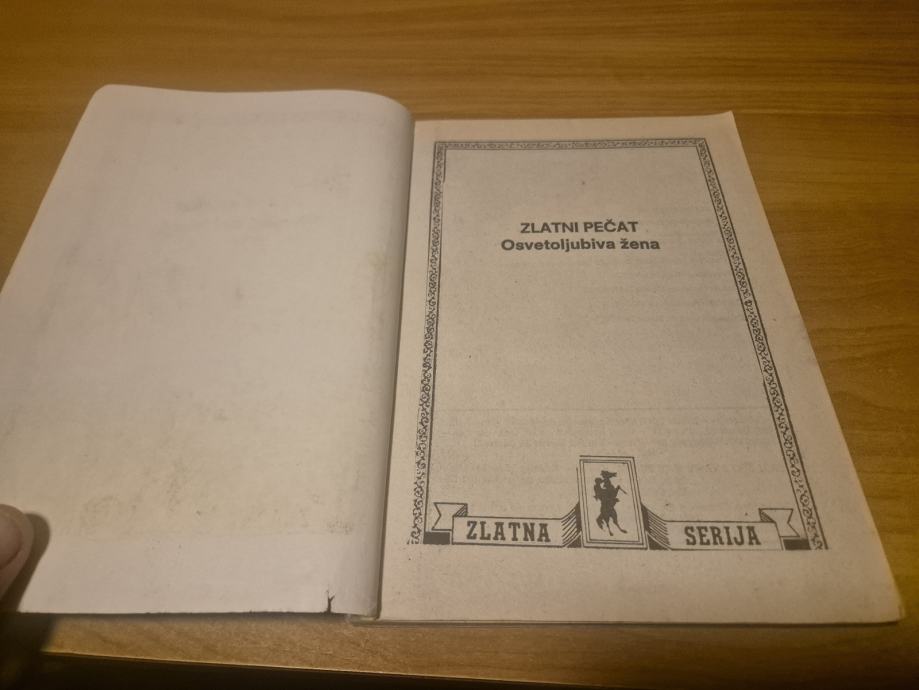 ZLATNI PEČAT
Osvetoljubiva žena
ZLATNA SERIJA